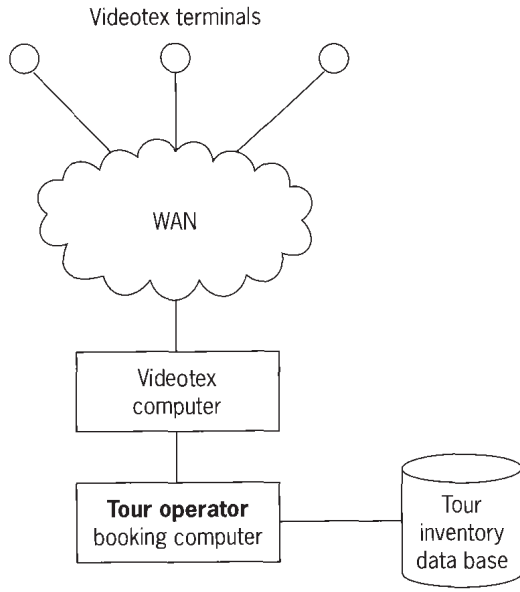 Videotex terminals
WAN
Videotex
computer
Tour operator
booking computer
Tour
inventory
data base